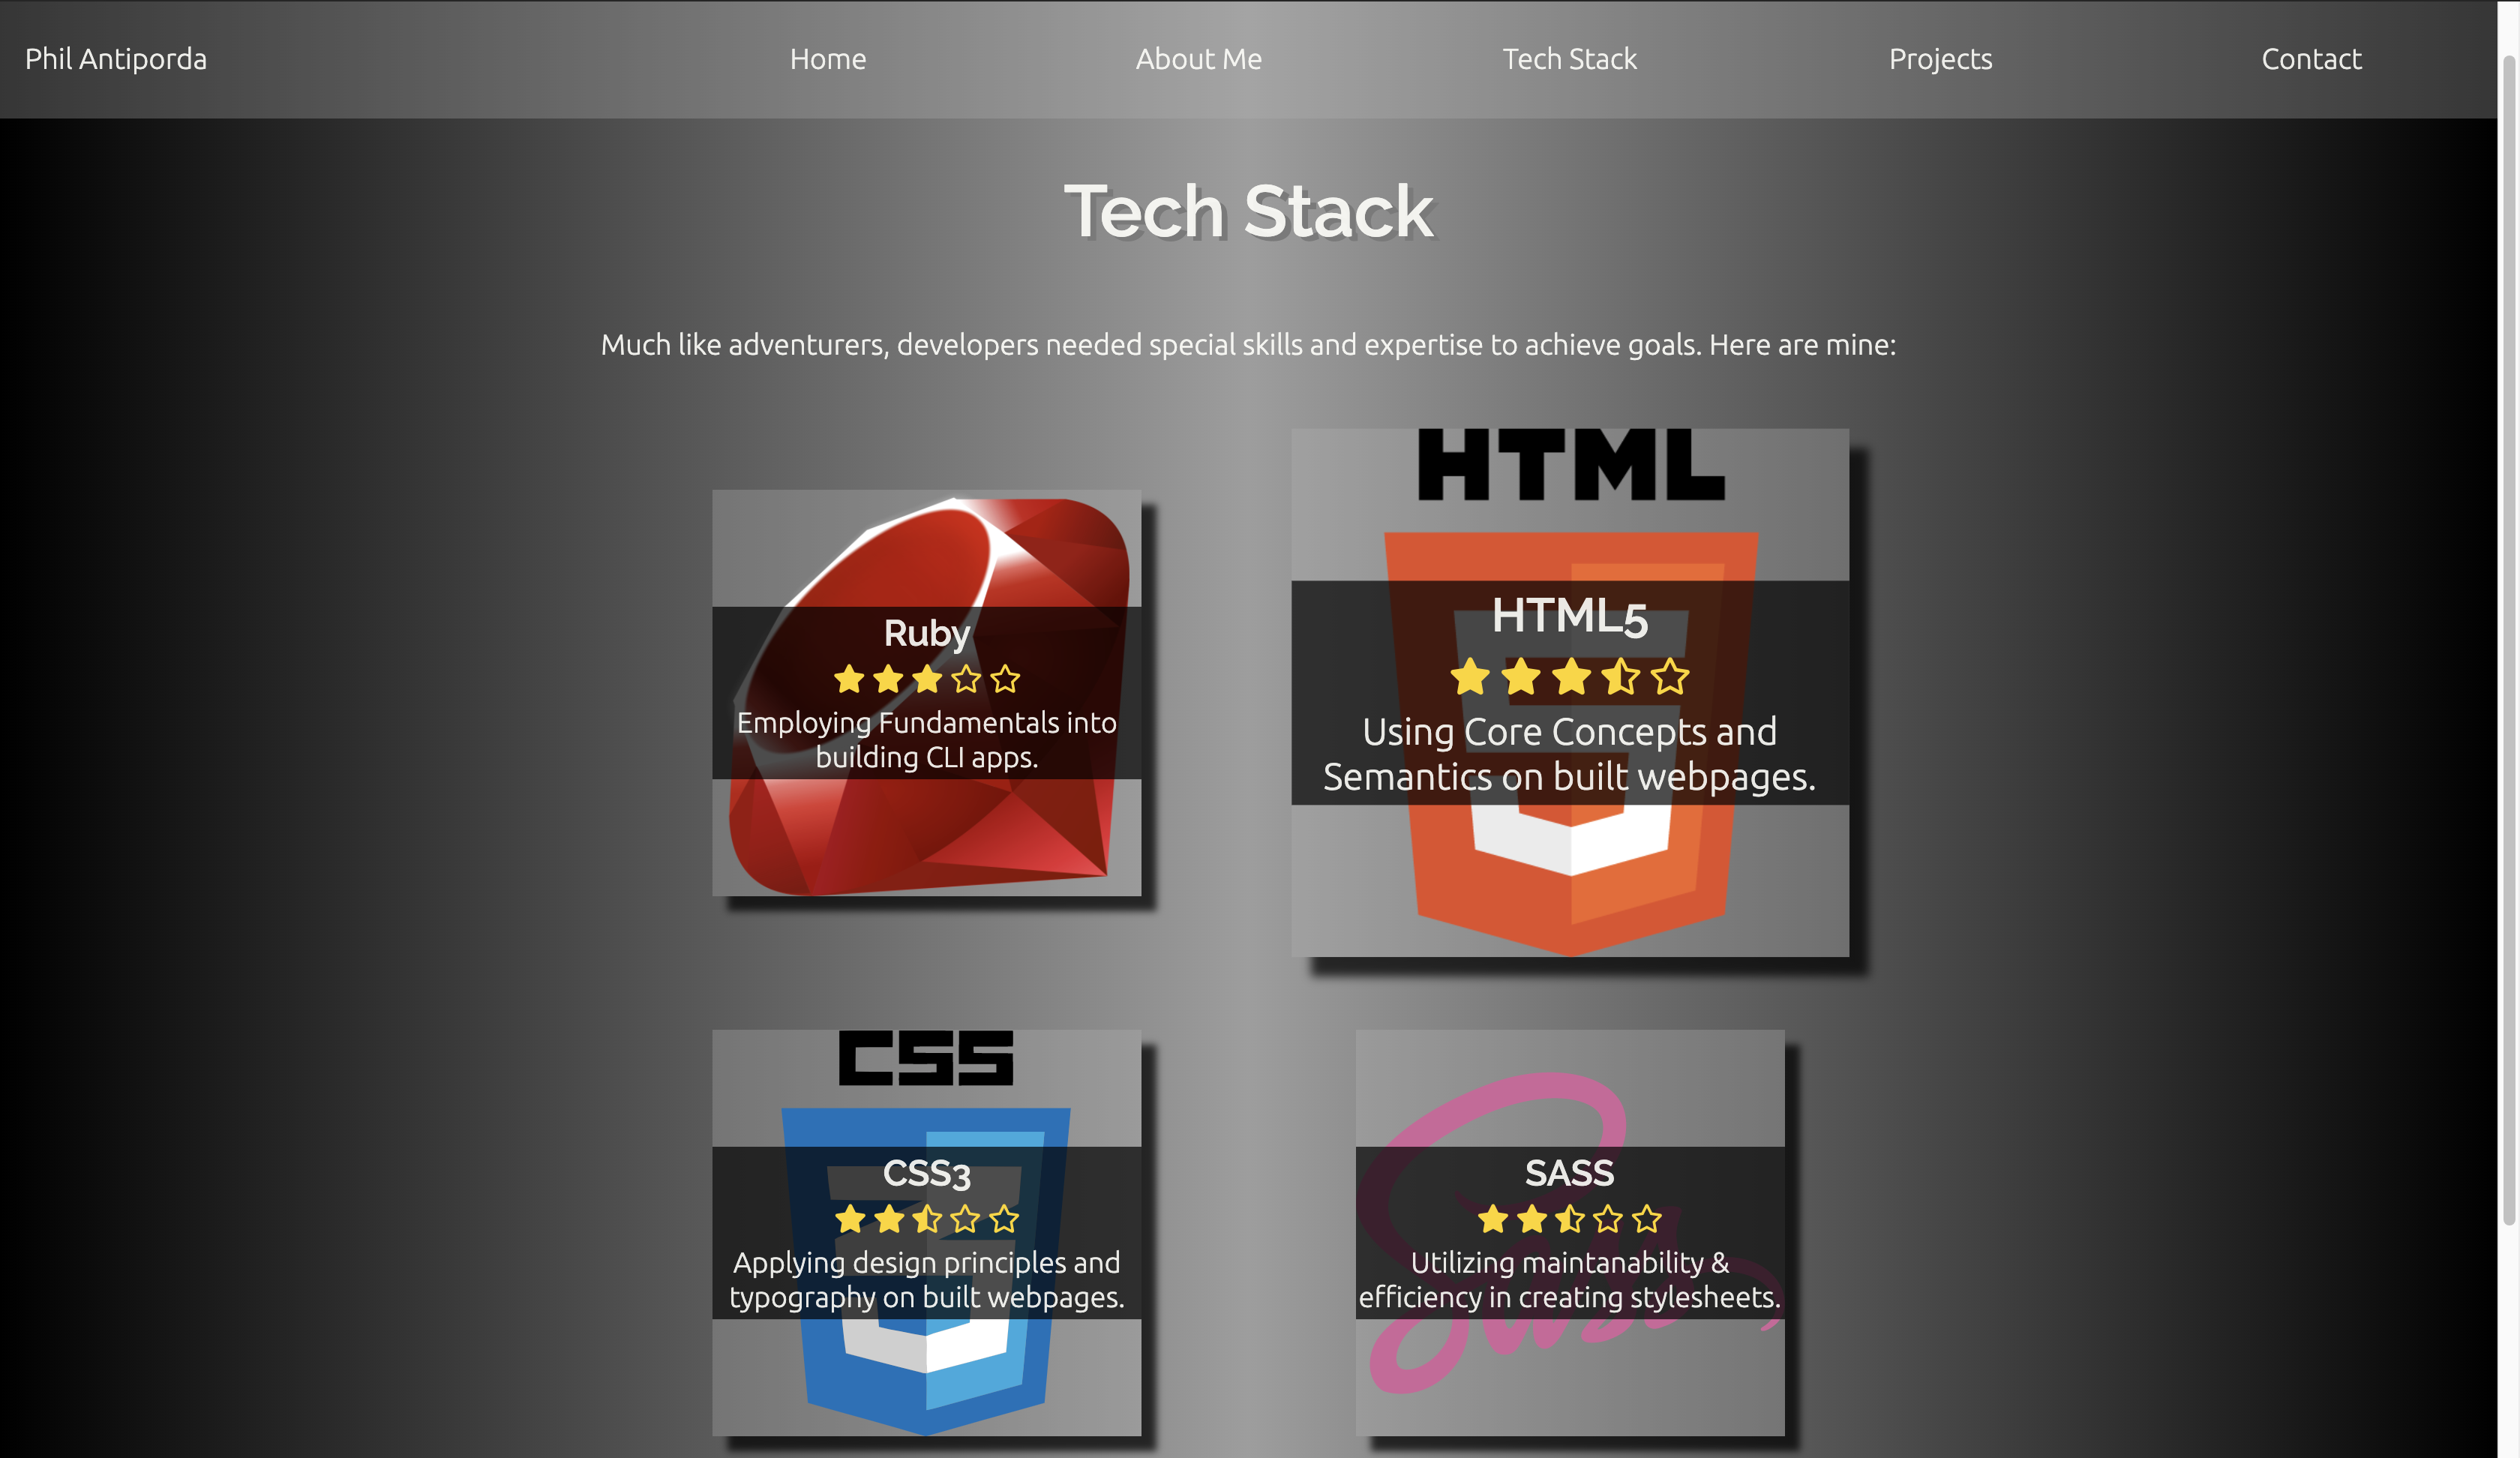 Phil Antiporda
Home
About Me
Tech Stack
Projects
Contact
Tech Stack
Much like adventurers, developers needed special skills and expertise to achieve goals. Here are mine:
Ruby
Employing Fundamentals into
building CLI apps.
HTML
HTML5
Using Core Concepts and
Semantics on built webpages.
CSS
CSS3
Applying design principles and
typography on built webpages.
Sass
SASS
Utilizing maintanability &
efficiency in creating stylesheets.